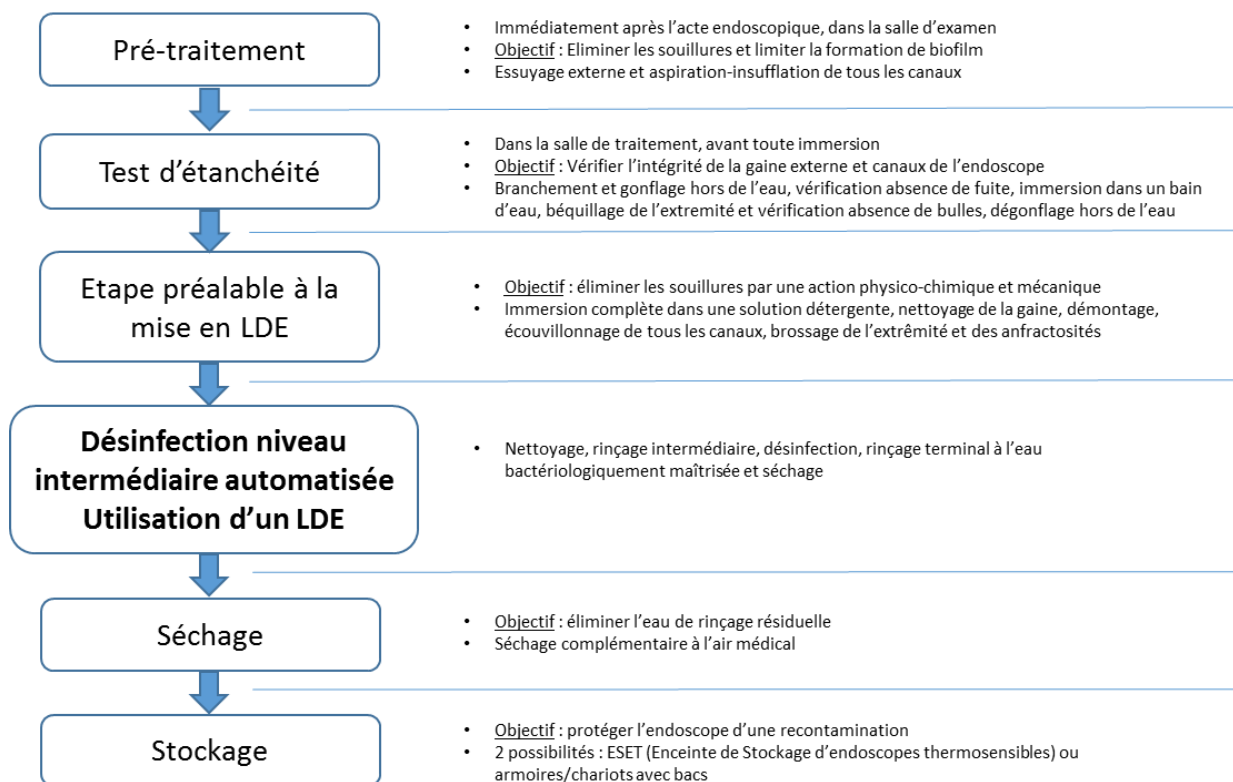 Pré-traitement
• Immédiatement après l’acte endoscopique, dans la salle d’examen
• Objectif : Eliminer les souillures et limiter la formation de biofilm
• Essuyage externe et aspiration-insufflation de tous les canaux
Test d’étanchéité
• Dans la salle de traitement, avant toute immersion
• Objectif : Vérifier l’intégrité de la gaine externe et canaux de l’endoscope
• Branchement et gonflage hors de l’eau, vérification absence de fuite, immersion dans un bain
d’eau, béquillage de l’extremité et vérification absence de bulles, dégonflage hors de l’eau
Etape préalable à la
mise en LDE
• Objectif : éliminer les souillures par une action physico-chimique et mécanique
• Immersion complète dans une solution détergente, nettoyage de la gaine, démontage,
écouvillonnage de tous les canaux, brossage de l’extrêmité et des anfractosités
Désinfection niveau
intermédiaire automatisée
Utilisation d’un LDE
• Nettoyage, rinçage intermédiaire, désinfection, rinçage terminal à l’eau
bactériologiquement maîtrisée et séchage
Séchage
• Objectif : éliminer l’eau de rinçage résiduelle
• Séchage complémentaire à l’air médical
Stockage
• Objectif : protéger l’endoscope d’une recontamination
• 2 possibilités : ESET (Enceinte de Stockage d’endoscopes thermosensibles) ou
armoires/chariots avec bacs